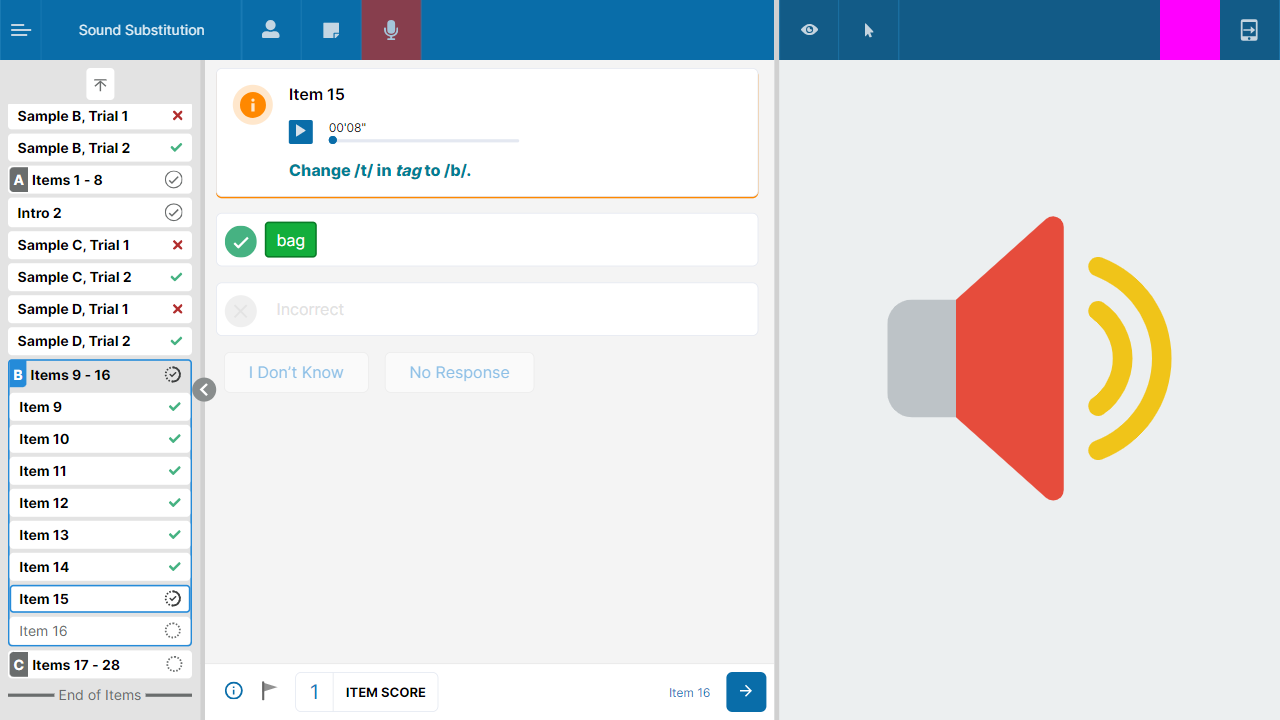 Sound Substitution
Sample B, Trial 1
Sample B, Trial 2
A Items 1 - 8
Intro 2
Sample C, Trial 1
Sample C, Trial 2
Sample D, Trial 1
Sample D, Trial 2
B Items 9 - 16
Item 9
Item 10
Item 11
Item 12
Item 13
Item 14
Item 15
Item 16
C Items 17 - 28
End of Items
Item 15
00'08"
Change /t/ in tag to /b/.
bag
Incorrect
I Don't Know
No Response
1 ITEM SCORE
Item 16